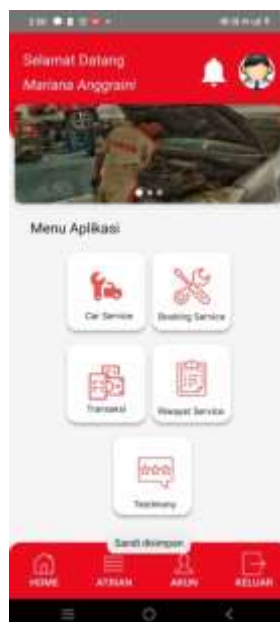 Selamat Datang
Mariana Anggraini
Menu Aplikasi
Car Service
Booking Service
Transaksi
Riwayat Service
Testimony
Sandi disimpan
HOME
ATRIAN
AKUN
KELUAR